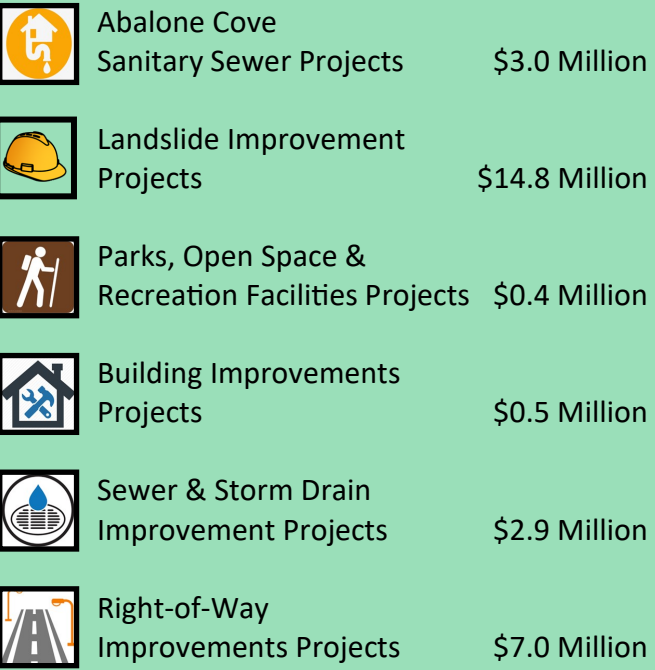 Abalone Cove
Sanitary Sewer Projects $3.0 Million
Landslide Improvement
Projects $14.8 Million
Parks, Open Space &
Recreation Facilities Projects $0.4 Million
Building Improvements
Projects $0.5 Million
Sewer & Storm Drain
Improvement Projects $2.9 Million
Right-of-Way
Improvements Projects $7.0 Million